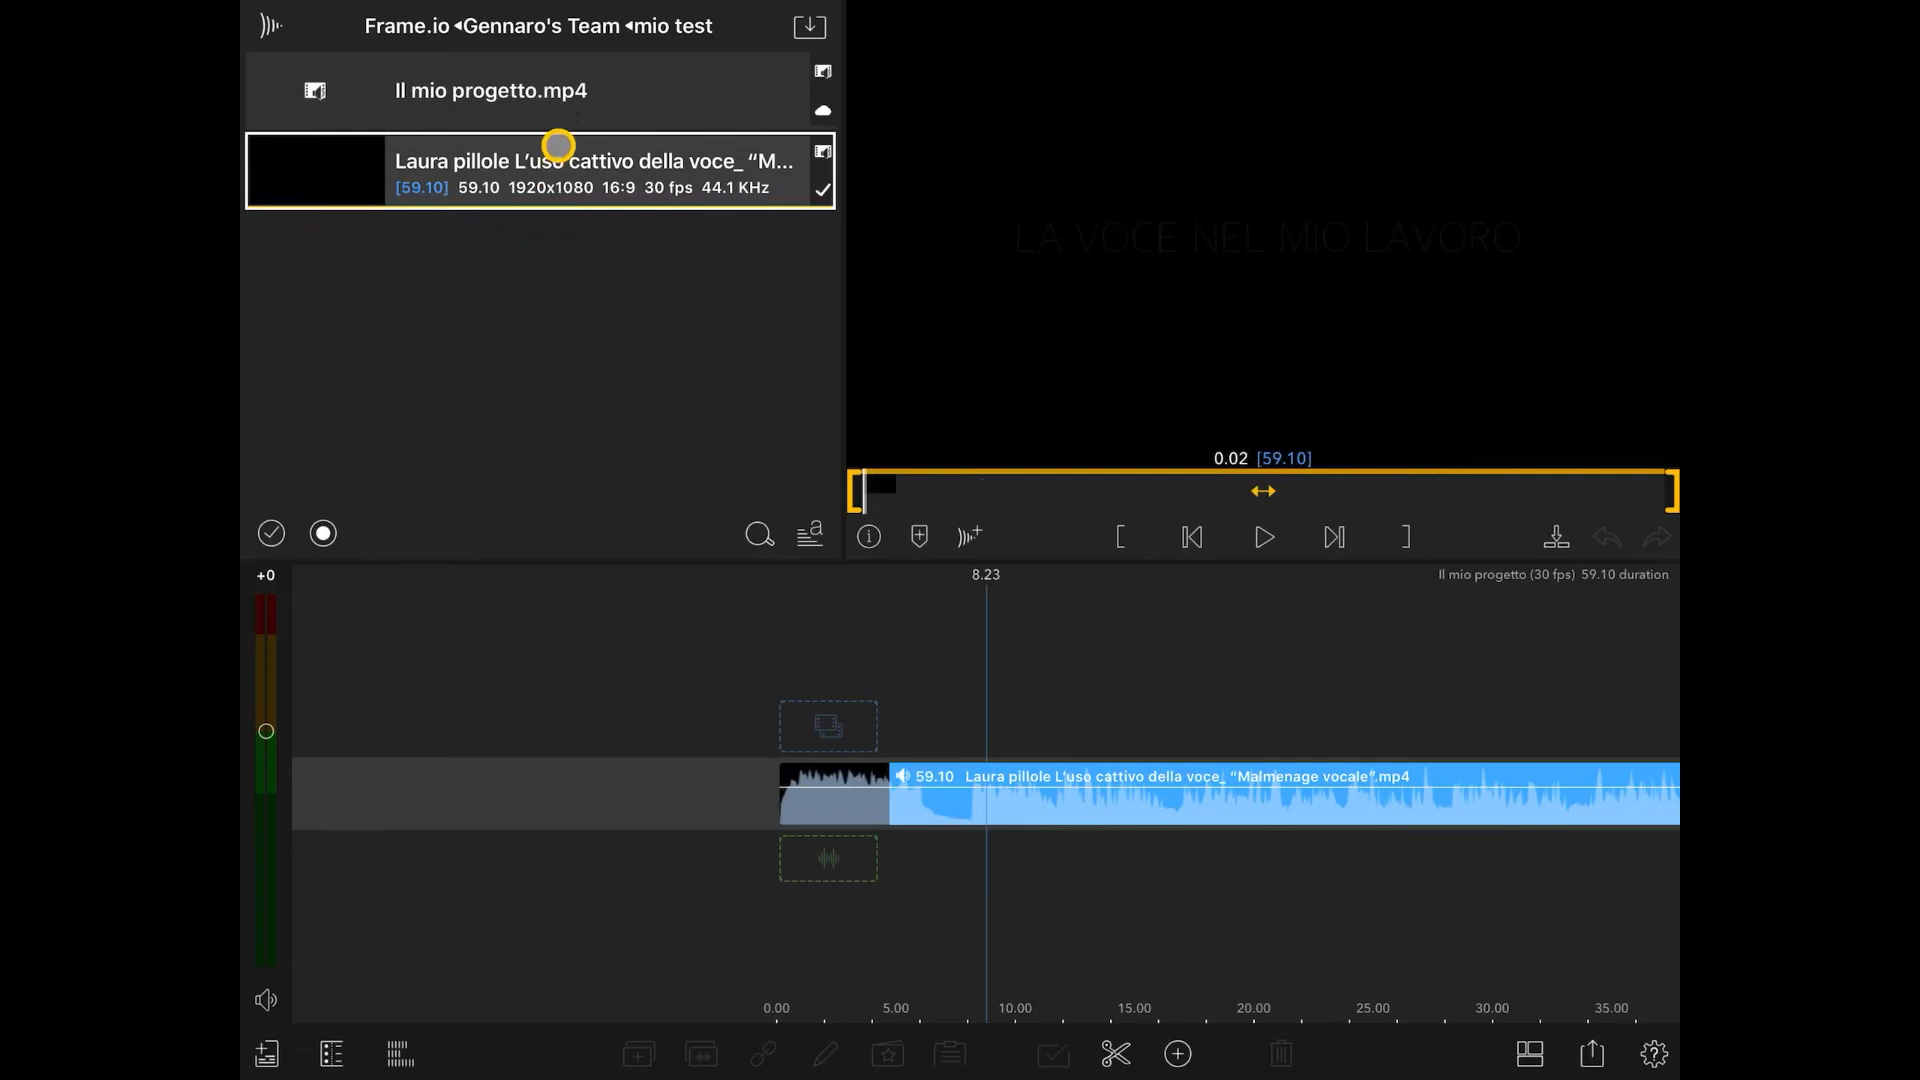 Frame.io ◂Gennaro's Team ◂mio test
Il mio progetto.mp4
Laura pillole L’uso cattivo della voce_ “M...
[59.10] 59.10 1920x1080 16:9 30 fps 44.1 KHz
LA VOCE NEL MIO LAVORO
0.02 [59.10]
+0
8.23
Il mio progetto (30 fps) 59.10 duration
59.10 Laura pillole L’uso cattivo della voce_ “Malmenage vocale”.mp4
0.00 5.00 10.00 15.00 20.00 25.00 30.00 35.00